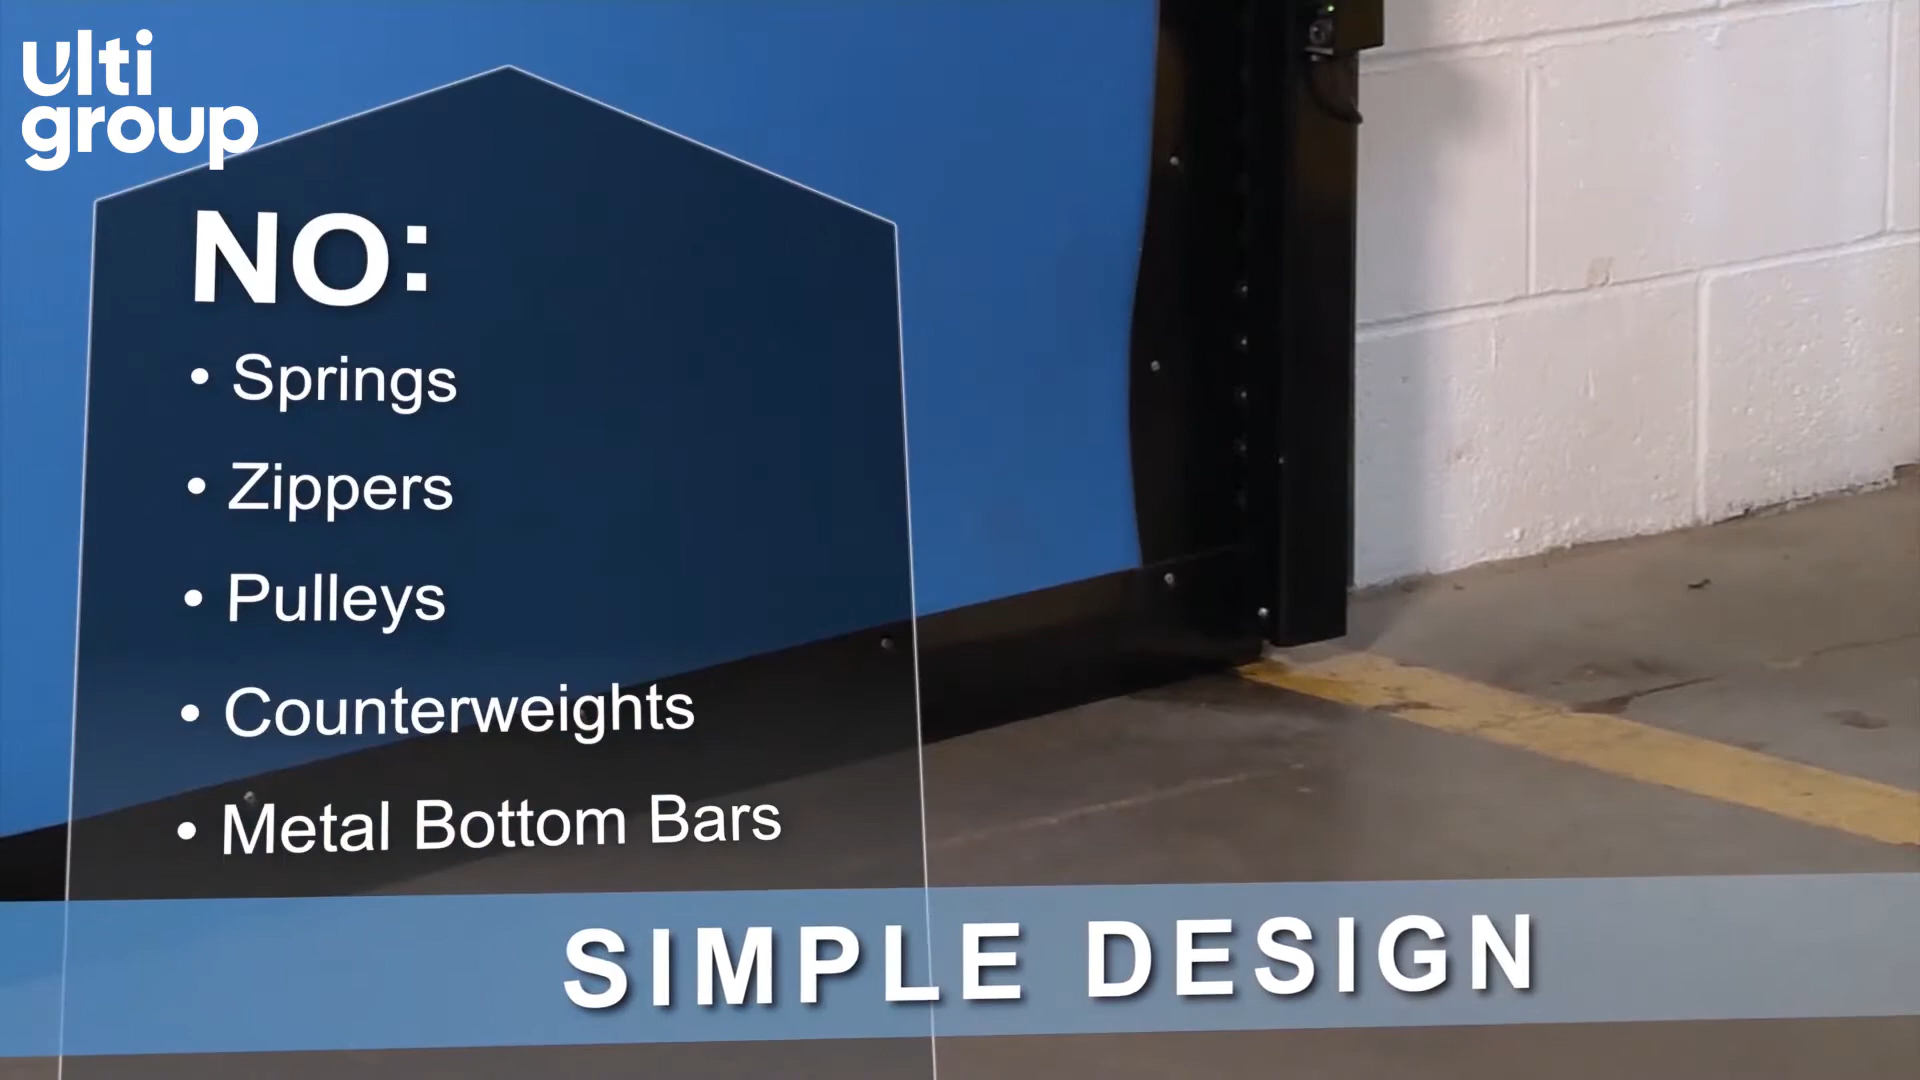 ulti
group
NO:
• Springs
• Zippers
• Pulleys
• Counterweights
• Metal Bottom Bars
SIMPLE DESIGN